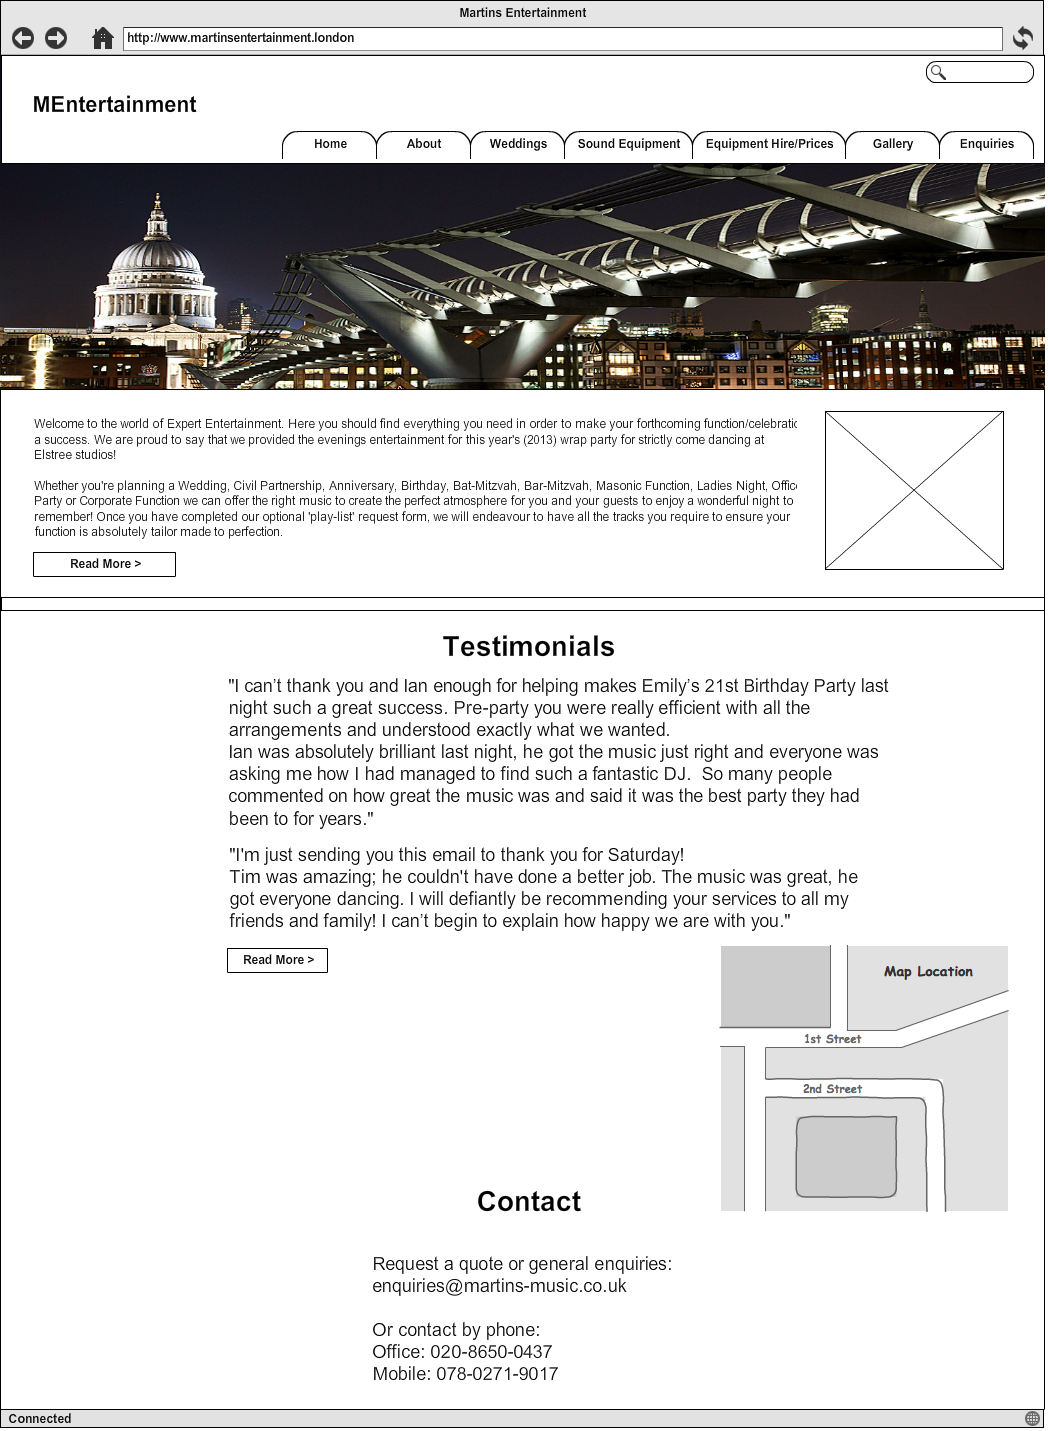 Martins Entertainment
http://www.martinsentertainment.london
MEntertainment
Home About Weddings Sound Equipment Equipment Hire/Prices Gallery Enquiries
Welcome to the world of Expert Entertainment. Here you should find everything you need in order to make your forthcoming function/celebratic
a success. We are proud to say that we provided the evenings entertainment for this year's (2013) wrap party for strictly come dancing at
Elstree studios!
Whether you're planning a Wedding, Civil Partnership, Anniversary, Birthday, Bat-Mitzvah, Bar-Mitzvah, Masonic Function, Ladies Night, Office
Party or Corporate Function we can offer the right music to create the perfect atmosphere for you and your guests to enjoy a wonderful night to
remember! Once you have completed our optional 'play-list' request form, we will endeavour to have all the tracks you require to ensure your
function is absolutely tailor made to perfection.
Read More >
Testimonials
"I can’t thank you and Ian enough for helping makes Emily’s 21st Birthday Party last
night such a great success. Pre-party you were really efficient with all the
arrangements and understood exactly what we wanted.
Ian was absolutely brilliant last night, he got the music just right and everyone was
asking me how I had managed to find such a fantastic DJ.  So many people
commented on how great the music was and said it was the best party they had
been to for years."
"I'm just sending you this email to thank you for Saturday!
Tim was amazing; he couldn't have done a better job. The music was great, he
got everyone dancing. I will defiantly be recommending your services to all my
friends and family! I can’t begin to explain how happy we are with you."
Read More >
Map Location
1st Street
2nd Street
Contact
Request a quote or general enquiries:
enquiries@martins-music.co.uk
Or contact by phone:
Office: 020-8650-0437
Mobile: 078-0271-9017
Connected